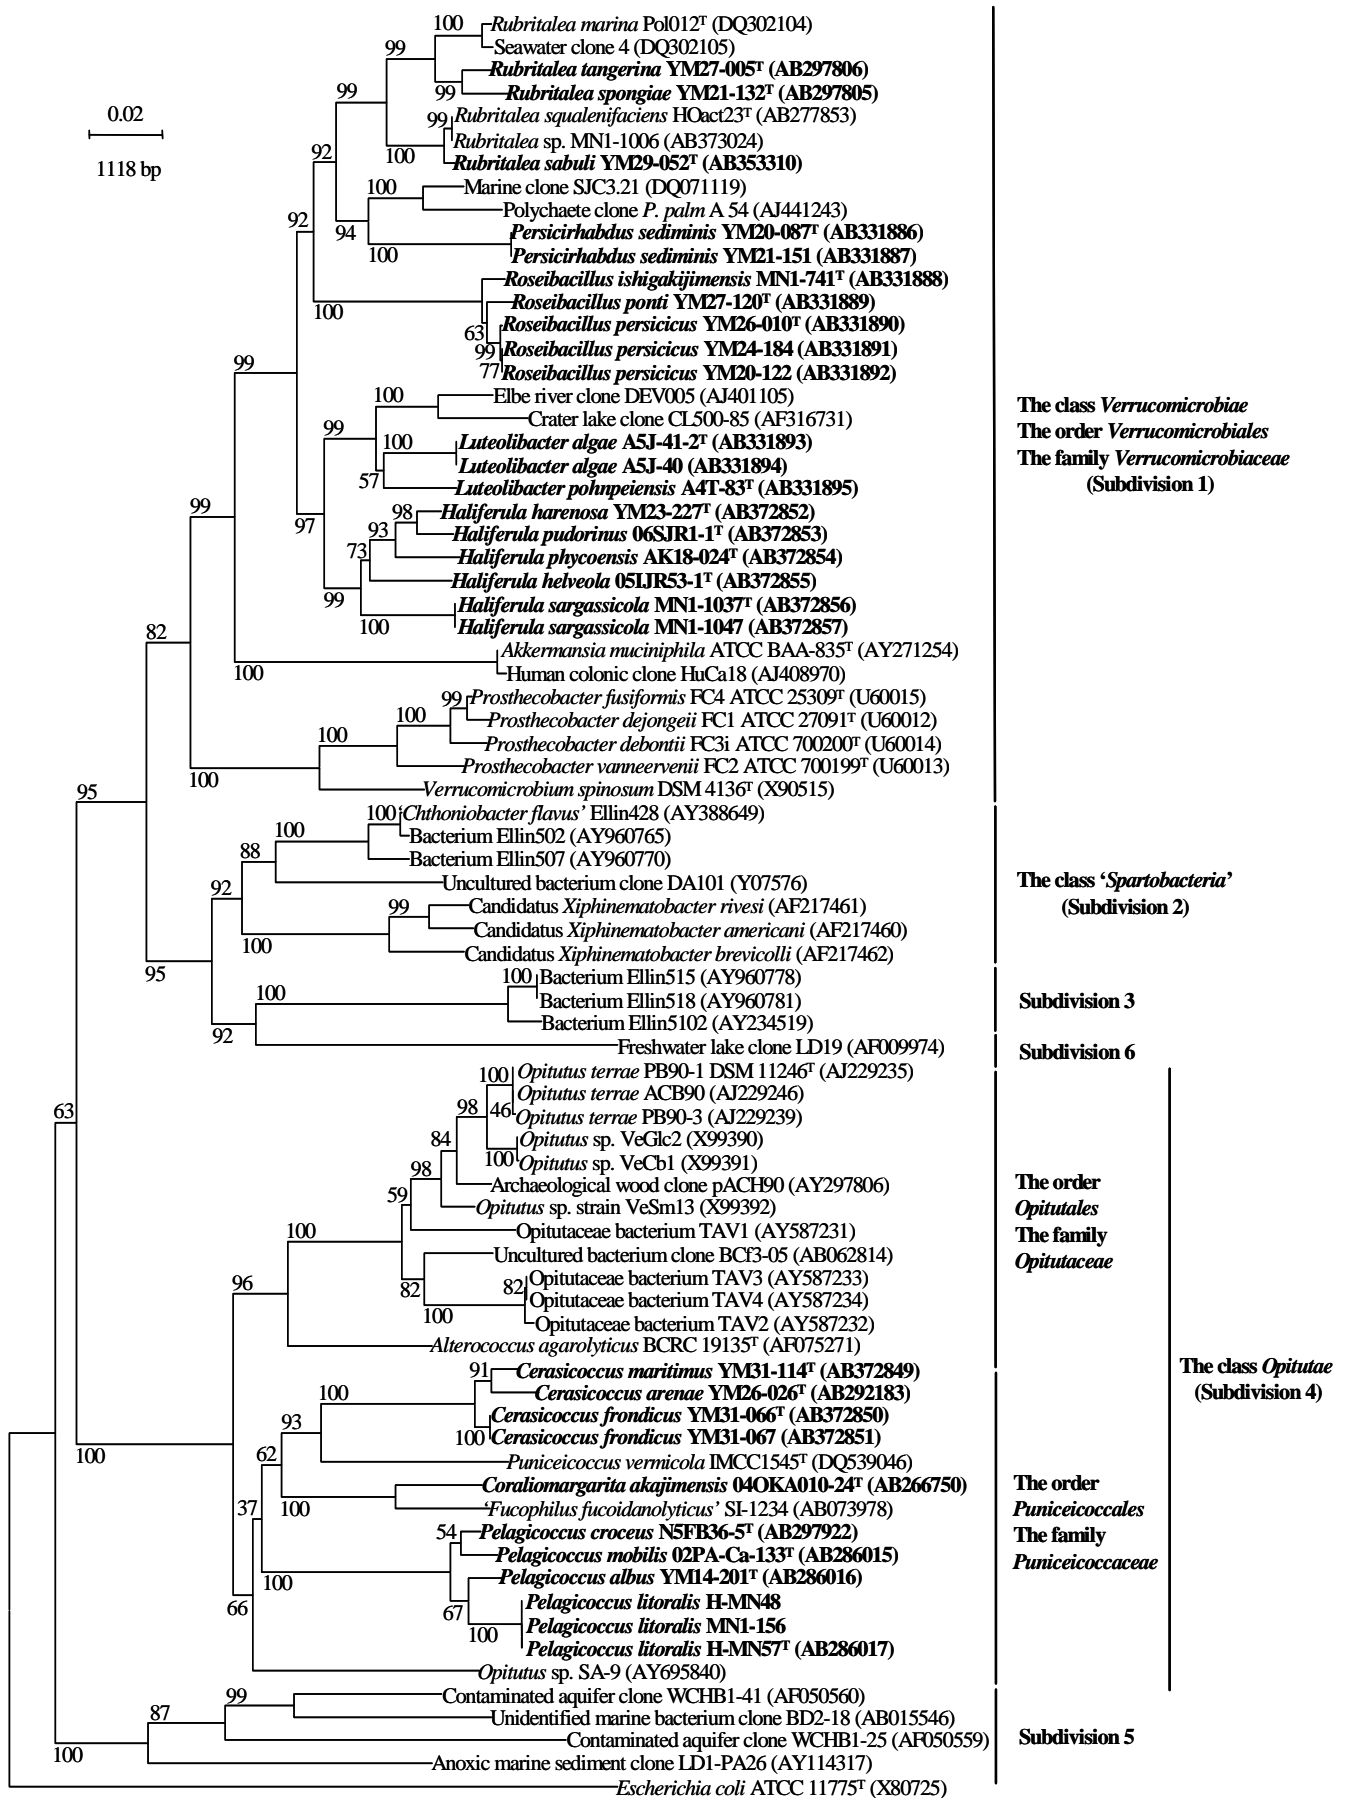 100
Rubritalea marina Pol012ᵀ (DQ302104)
Seawater clone 4 (DQ302105)
99
Rubritalea tangerina YM27-005ᵀ (AB297806)
99
Rubritalea spongiae YM21-132ᵀ (AB297805)
99
0.02
99
Rubritalea squalenifaciens HOact23ᵀ (AB277853)
Rubritalea sp. MN1-1006 (AB373024)
100
Rubritalea sabuli YM29-052ᵀ (AB353310)
92
1118 bp
100
Marine clone SJC3.21 (DQ071119)
Polychaete clone P. palm A 54 (AJ441243)
92
94
Persicirhabdus sediminis YM20-087ᵀ (AB331886)
100
Persicirhabdus sediminis YM21-151 (AB331887)
Roseibacillus ishigakijimensis MN1-741ᵀ (AB331888)
100
Roseibacillus ponti YM27-120ᵀ (AB331889)
63
Roseibacillus persicicus YM26-010ᵀ (AB331890)
99
Roseibacillus persicicus YM24-184 (AB331891)
99
77
Roseibacillus persicicus YM20-122 (AB331892)
100
Elbe river clone DEV005 (AJ401105)
Crater lake clone CL500-85 (AF316731)
99
100
Luteolibacter algae A5J-41-2ᵀ (AB331893)
Luteolibacter algae A5J-40 (AB331894)
57
Luteolibacter pohnpeiensis A4T-83ᵀ (AB331895)
The class Verrucomicrobiae
The order Verrucomicrobiales
The family Verrucomicrobiaceae
(Subdivision 1)
99
97
98
Haliferula harenosa YM23-227ᵀ (AB372852)
93
Haliferula pudorinus 06SJR1-1ᵀ (AB372853)
73
Haliferula phycoensis AK18-024ᵀ (AB372854)
Haliferula helveola 05IJR53-1ᵀ (AB372855)
99
Haliferula sargassicola MN1-1037ᵀ (AB372856)
100
Haliferula sargassicola MN1-1047 (AB372857)
82
Akkermansia muciniphila ATCC BAA-835ᵀ (AY271254)
100
Human colonic clone HuCa18 (AJ408970)
99
Prosthecobacter fusiformis FC4 ATCC 25309ᵀ (U60015)
100
Prosthecobacter dejongeii FC1 ATCC 27091ᵀ (U60012)
100
Prosthecobacter debontii FC3i ATCC 700200ᵀ (U60014)
100
Prosthecobacter vanneervenii FC2 ATCC 700199ᵀ (U60013)
95
Verrucomicrobium spinosum DSM 4136ᵀ (X90515)
100
‘Chthoniobacter flavus’ Ellin428 (AY388649)
100
Bacterium Ellin502 (AY960765)
88
Bacterium Ellin507 (AY960770)
92
Uncultured bacterium clone DA101 (Y07576)
The class ‘Spartobacteria’
(Subdivision 2)
99
Candidatus Xiphinematobacter rivesi (AF217461)
Candidatus Xiphinematobacter americani (AF217460)
100
Candidatus Xiphinematobacter brevicolli (AF217462)
95
100
Bacterium Ellin515 (AY960778)
100
Bacterium Ellin518 (AY960781)
Subdivision 3
Bacterium Ellin5102 (AY234519)
92
Freshwater lake clone LD19 (AF009974)
Subdivision 6
100
Opitutus terrae PB90-1 DSM 11246ᵀ (AJ229235)
Opitutus terrae ACB90 (AJ229246)
63
98
46
Opitutus terrae PB90-3 (AJ229239)
84
Opitutus sp. VeGlc2 (X99390)
100
Opitutus sp. VeCb1 (X99391)
98
Archaeological wood clone pACH90 (AY297806)
59
Opitutus sp. strain VeSm13 (X99392)
The order
Opitutales
The family
Opitutaceae
100
Opitutaceae bacterium TAV1 (AY587231)
Uncultured bacterium clone BCf3-05 (AB062814)
96
82
82
Opitutaceae bacterium TAV3 (AY587233)
Opitutaceae bacterium TAV4 (AY587234)
100
Opitutaceae bacterium TAV2 (AY587232)
Alterococcus agarolyticus BCRC 19135ᵀ (AF075271)
The class Opitutae
(Subdivision 4)
91
Cerasicoccus maritimus YM31-114ᵀ (AB372849)
100
Cerasicoccus arenae YM26-026ᵀ (AB292183)
93
Cerasicoccus frondicus YM31-066ᵀ (AB372850)
100
Cerasicoccus frondicus YM31-067 (AB372851)
100
62
Puniceicoccus vermicola IMCC1545ᵀ (DQ539046)
Coraliomargarita akajimensis 04OKA010-24ᵀ (AB266750)
37
100
‘Fucophilus fucoidanolyticus’ SI-1234 (AB073978)
The order
Puniceicoccales
The family
Puniceicoccaceae
54
Pelagicoccus croceus N5FB36-5ᵀ (AB297922)
Pelagicoccus mobilis 02PA-Ca-133ᵀ (AB286015)
100
Pelagicoccus albus YM14-201ᵀ (AB286016)
66
67
Pelagicoccus litoralis H-MN48
100
Pelagicoccus litoralis MN1-156
Pelagicoccus litoralis H-MN57ᵀ (AB286017)
Opitutus sp. SA-9 (AY695840)
99
Contaminated aquifer clone WCHB1-41 (AF050560)
87
Unidentified marine bacterium clone BD2-18 (AB015546)
Contaminated aquifer clone WCHB1-25 (AF050559)
Subdivision 5
100
Anoxic marine sediment clone LD1-PA26 (AY114317)
Escherichia coli ATCC 11775ᵀ (X80725)